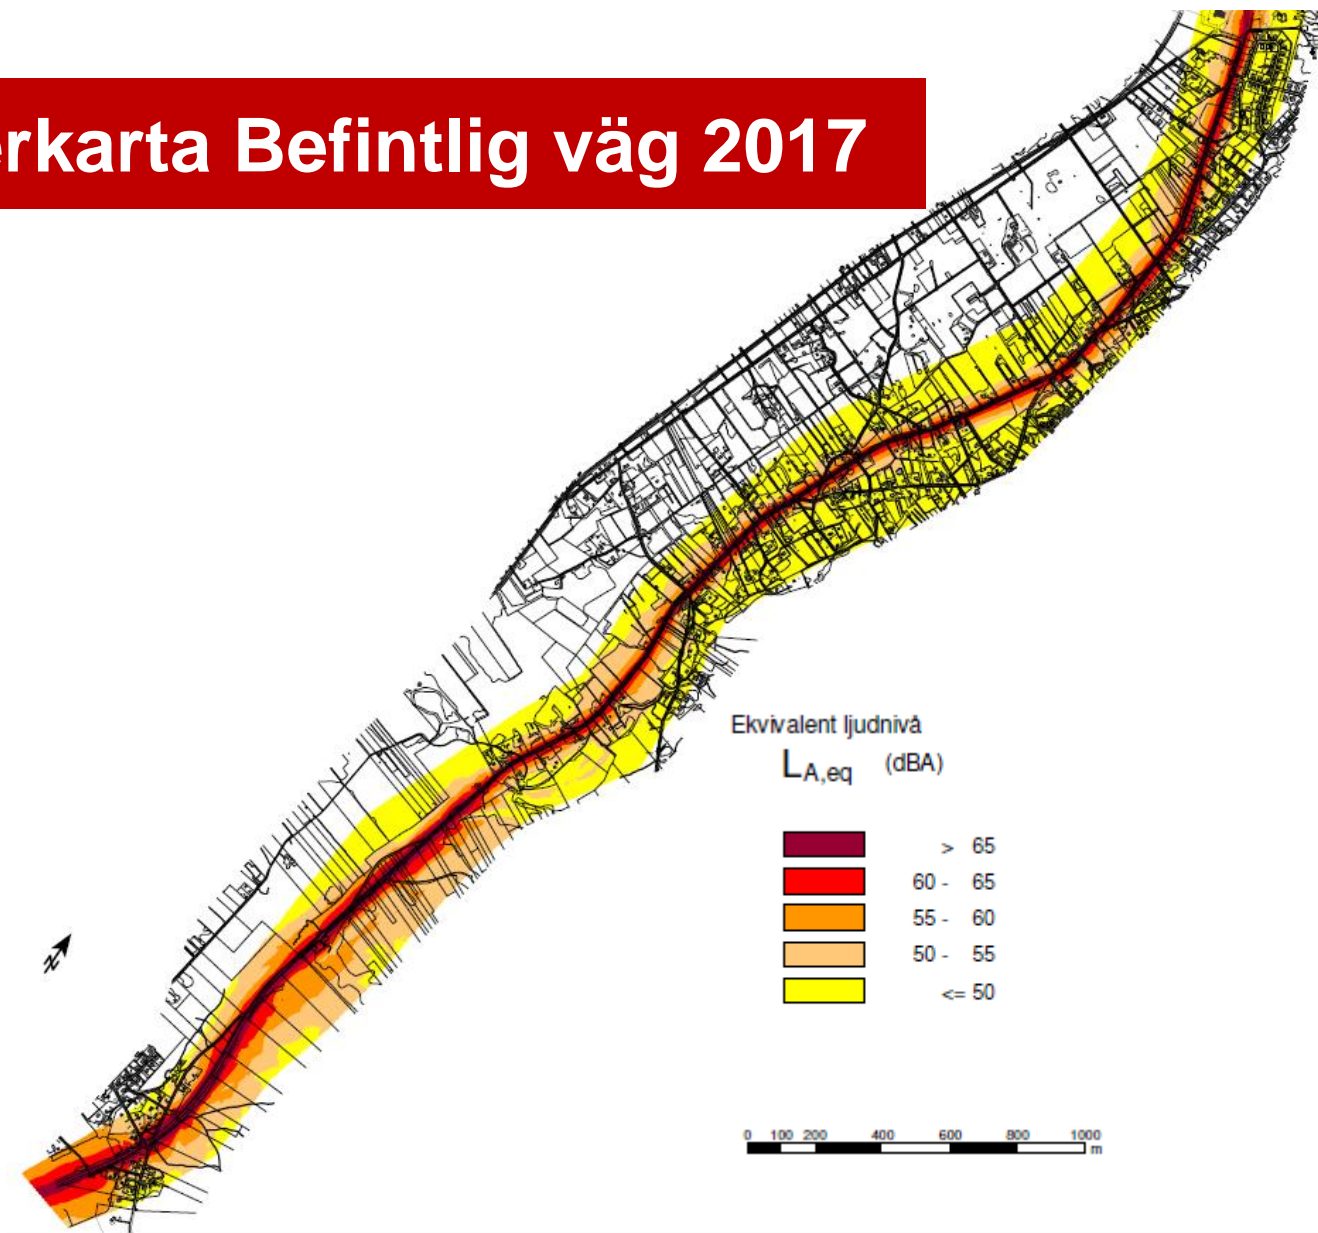 erkarta Befintlig väg 2017
Ekvivalent ljudnivå
LA,eq (dBA)
> 65
60 - 65
55 - 60
50 - 55
<= 50
N
0 100 200 400 600 800 1000
m